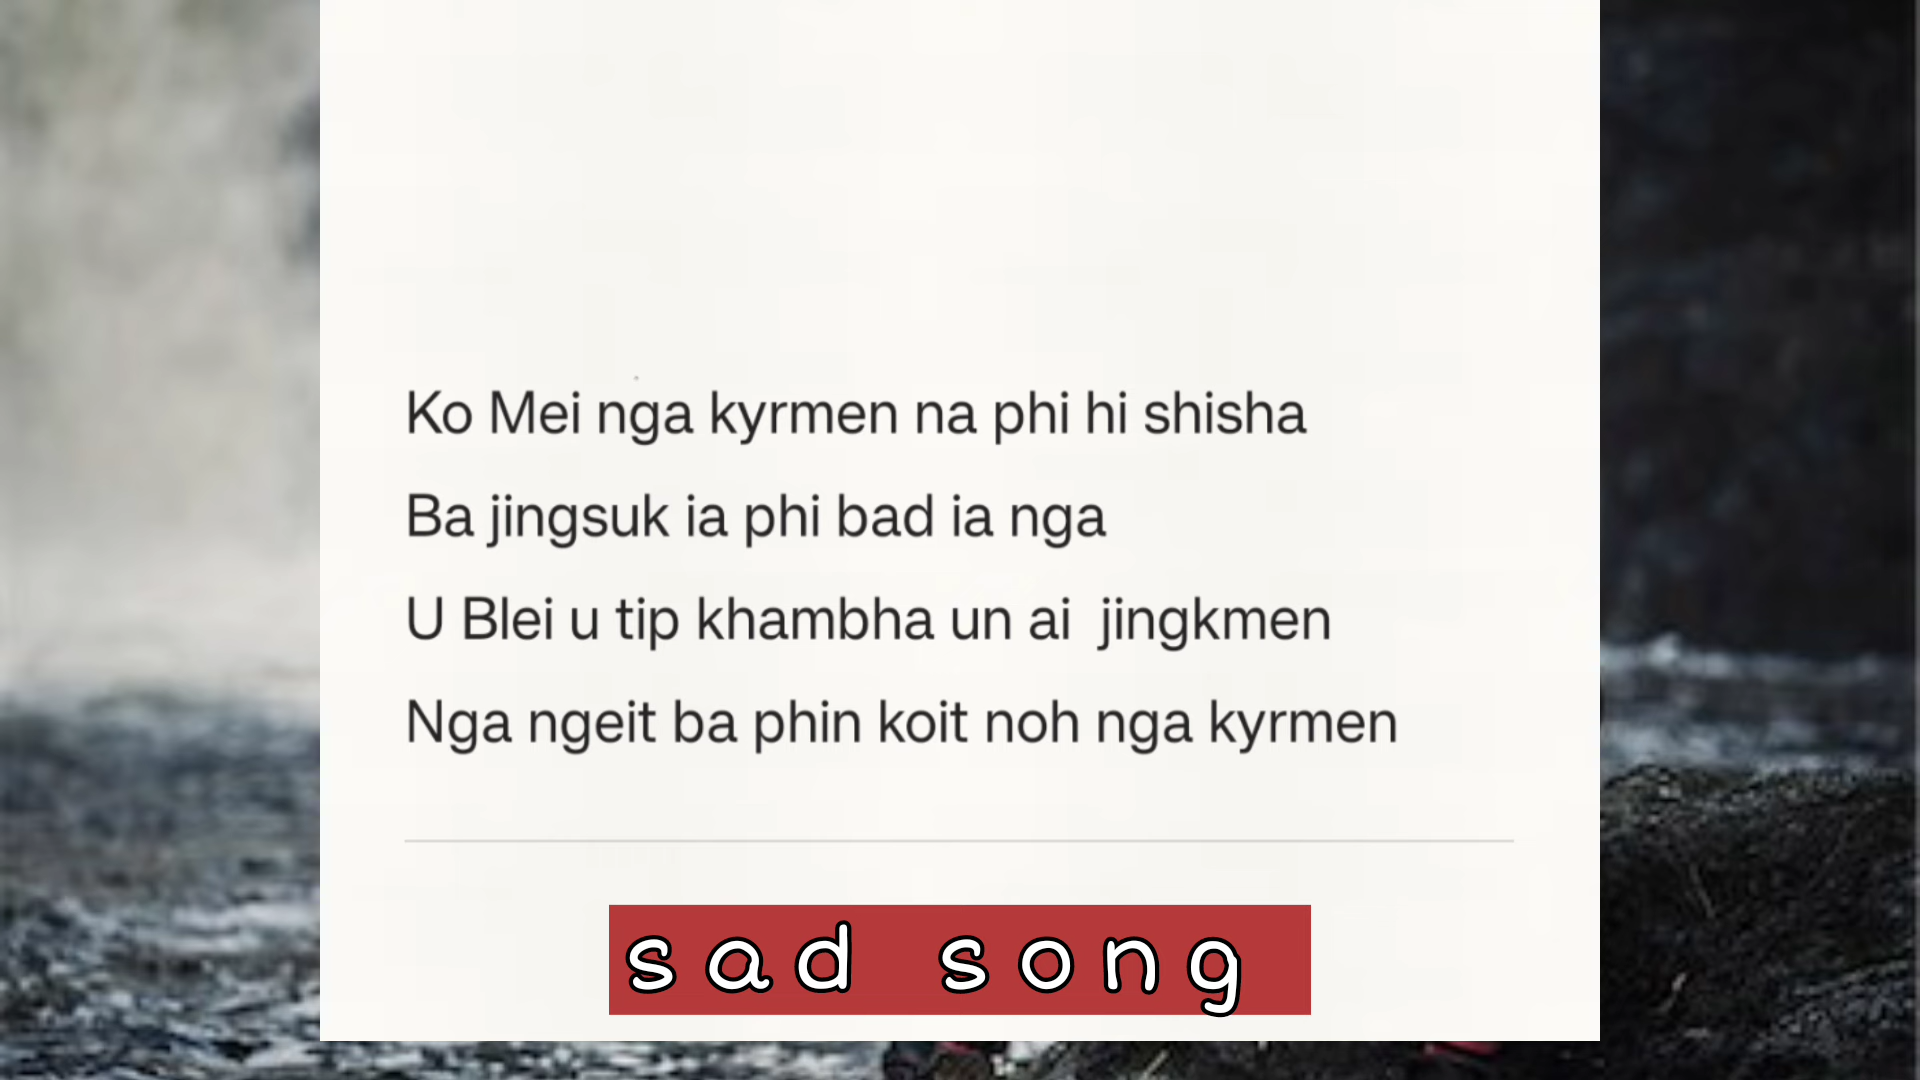 Ko Mei nga kyrmen na phi hi shisha
Ba jingsuk ia phi bad ia nga
U Blei u tip khambha un ai jingkmen
Nga ngeit ba phin koit noh nga kyrmen
sad song